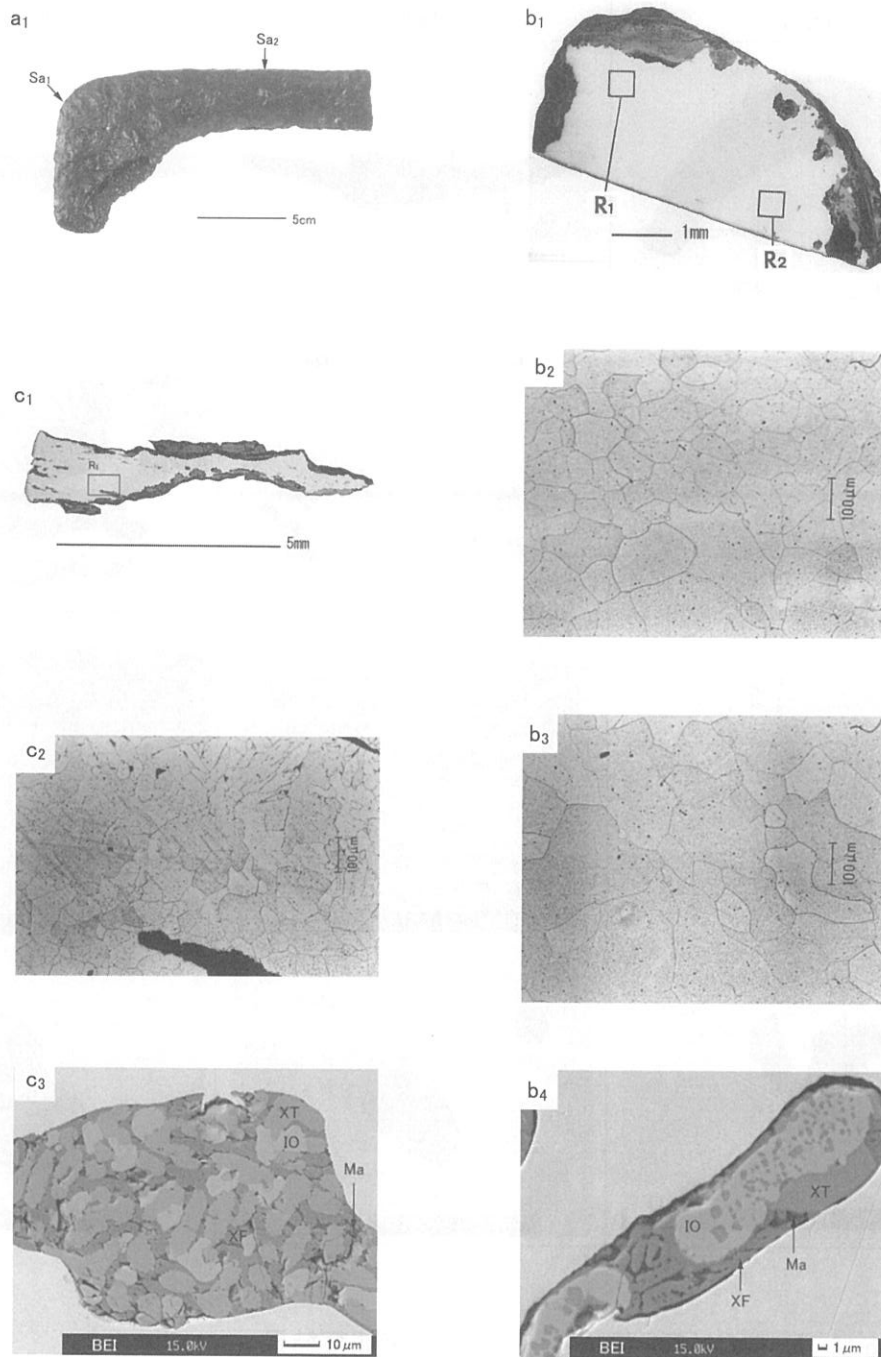 a1
Sa1
Sa2
5cm
b1
R1
R2
1mm
c1
R1
5mm
b2
100μm
c2
100μm
b3
100μm
c3
XT
IO
Ma
XF
BEI 15.0kV 10μm
b4
XT
IO
Ma
XF
BEI 15.0kV 1μm